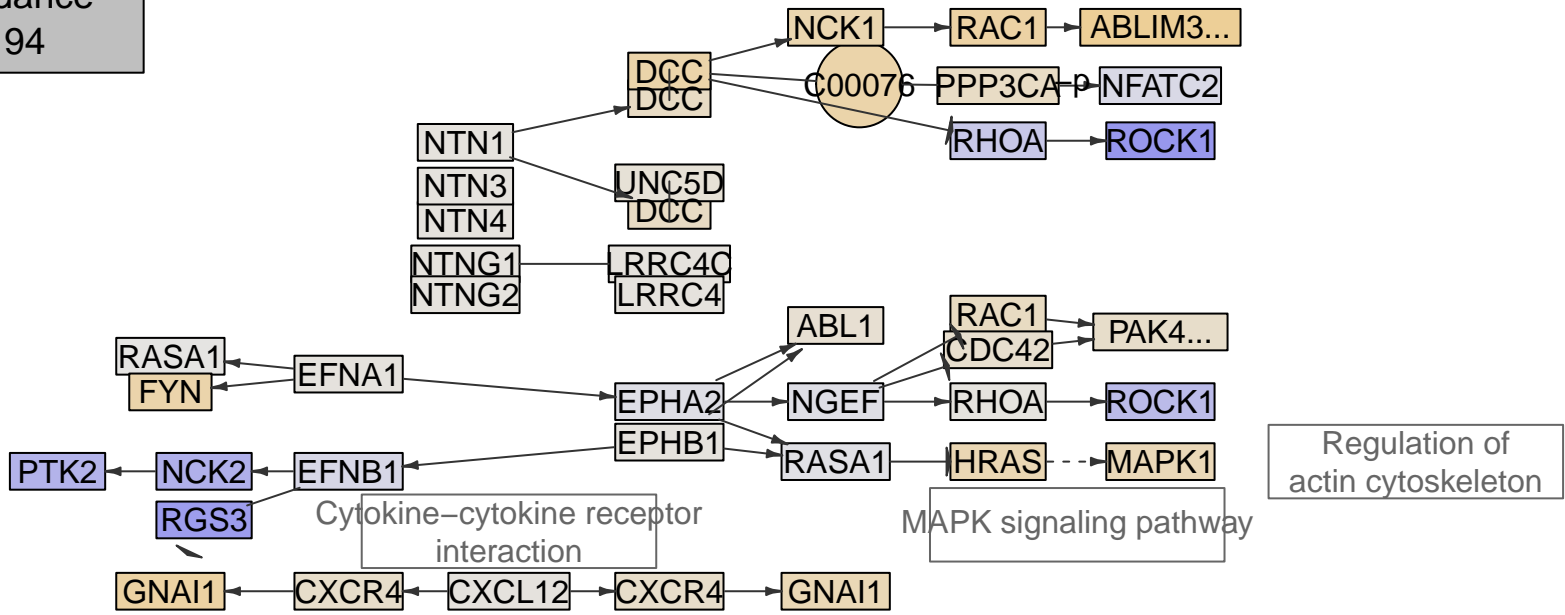 dance
94
NCK1
RAC1
ABLIM3...
DCC
DCC
C00076
PPP3CA
-p
NFATC2
RHOA
ROCK1
NTN1
NTN3
NTN4
UNC5D
DCC
NTNG1
NTNG2
LRRC4C
LRRC4
RASA1
FYN
EFNA1
ABL1
RAC1
CDC42
PAK4...
EPHA2
NGEF
RHOA
ROCK1
EPHB1
RASA1
HRAS
MAPK1
PTK2
NCK2
EFNB1
RGS3
Regulation of
actin cytoskeleton
Cytokine−cytokine receptor
interaction
MAPK signaling pathway
GNAI1
CXCR4
CXCL12
CXCR4
GNAI1